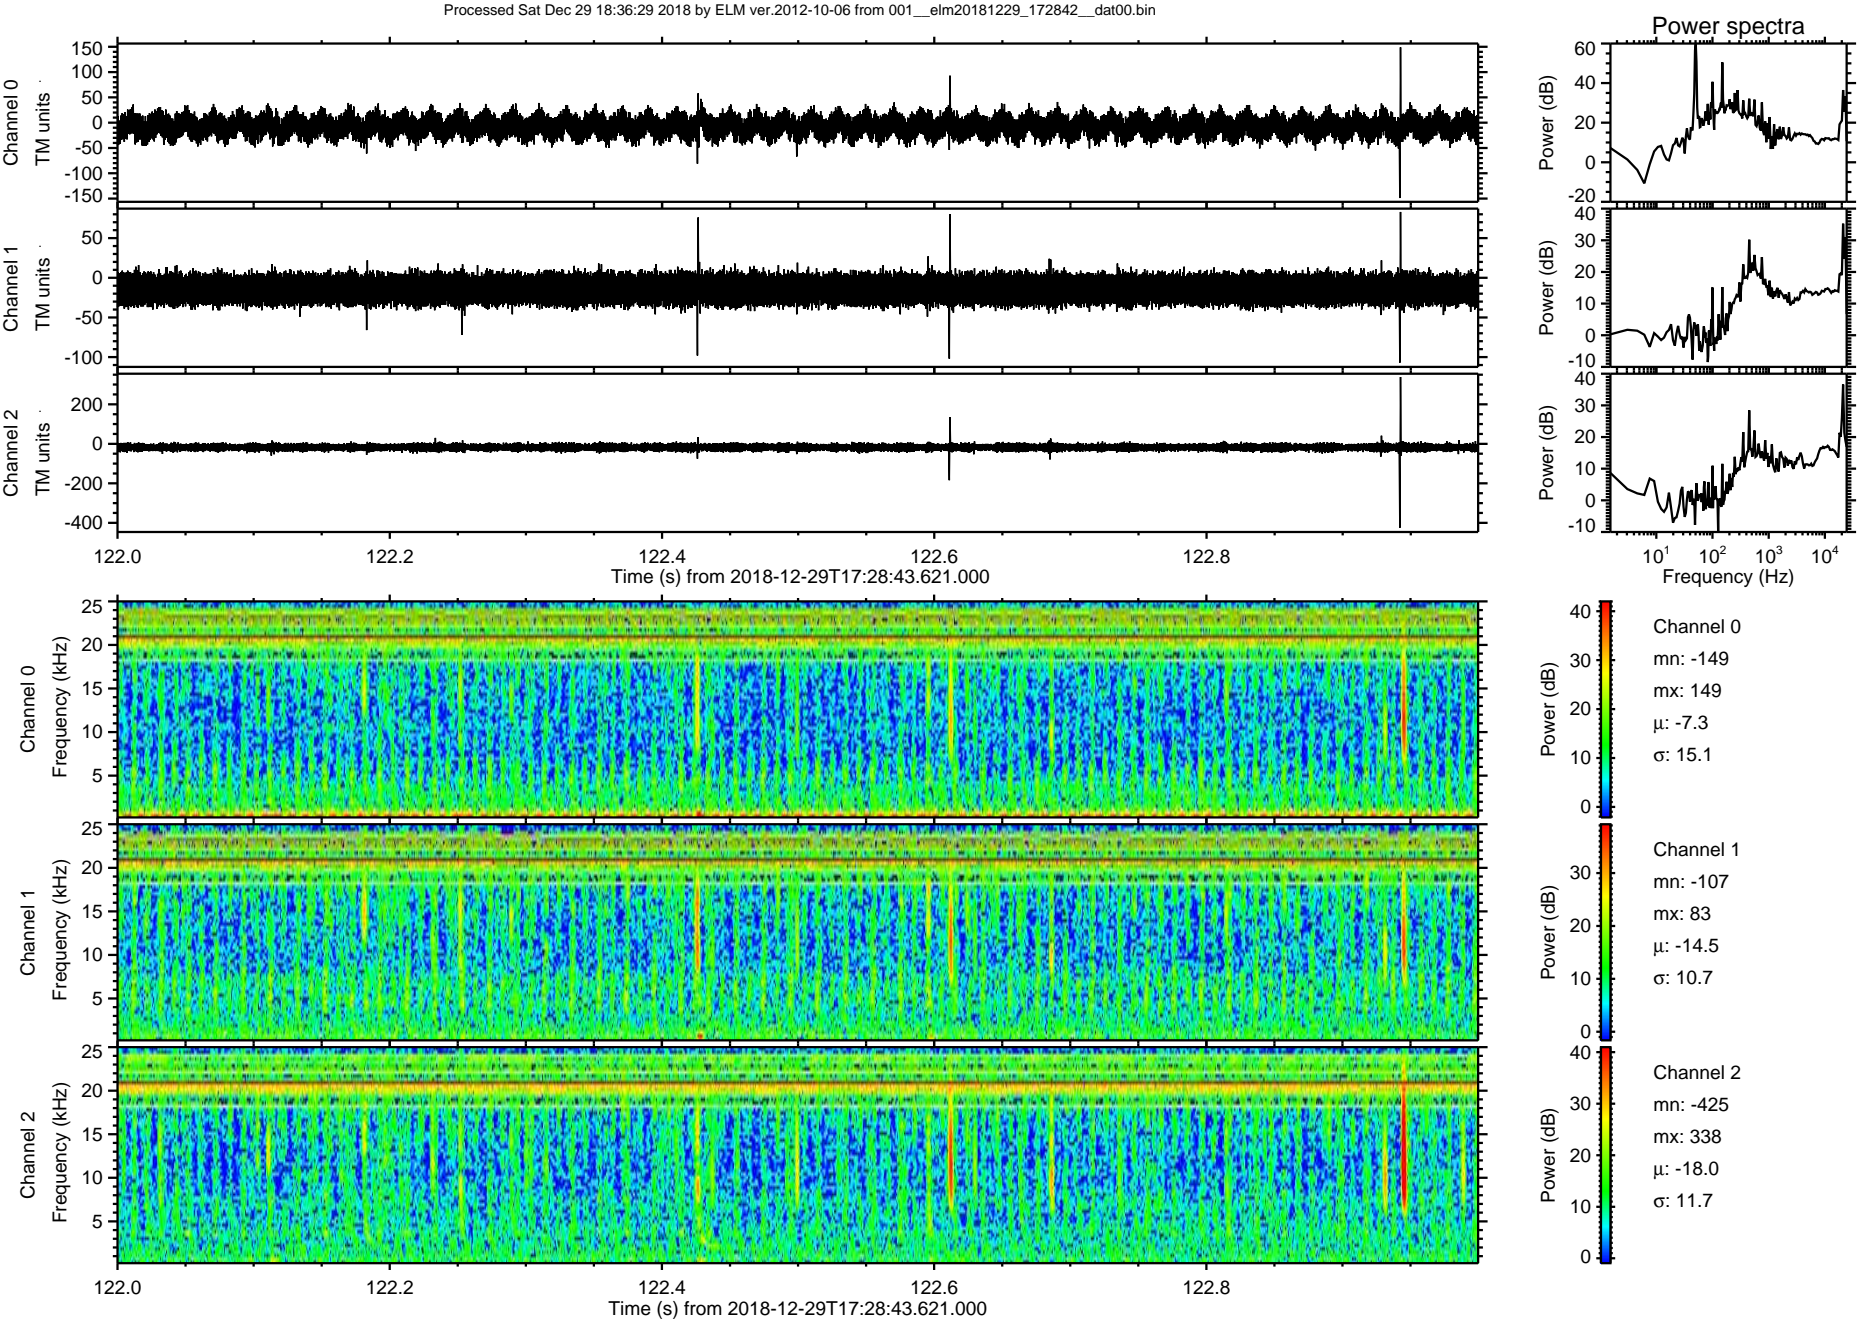 Processed Sat Dec 29 18:36:29 2018 by ELM ver.2012-10-06 from 001__elm20181229_172842__dat00.bin
Power spectra
Channel 0
TM units
150
100
50
0
-50
-100
-150
Power (dB)
60
40
20
0
-20
Channel 1
TM units
50
0
-50
-100
Power (dB)
40
30
20
10
0
-10
Channel 2
TM units
200
0
-200
-400
Power (dB)
40
30
20
10
0
-10
122.0 122.2 122.4 122.6 122.8
Time (s) from 2018-12-29T17:28:43.621.000
10¹ 10² 10³ 10⁴
Frequency (Hz)
Channel 0
Frequency (kHz)
25
20
15
10
5
Power (dB)
40
30
20
10
0
Channel 0
mn: -149
mx: 149
μ: -7.3
σ: 15.1
Channel 1
Frequency (kHz)
25
20
15
10
5
Power (dB)
30
20
10
0
Channel 1
mn: -107
mx: 83
μ: -14.5
σ: 10.7
Channel 2
Frequency (kHz)
25
20
15
10
5
Power (dB)
40
30
20
10
0
Channel 2
mn: -425
mx: 338
μ: -18.0
σ: 11.7
122.0 122.2 122.4 122.6 122.8
Time (s) from 2018-12-29T17:28:43.621.000